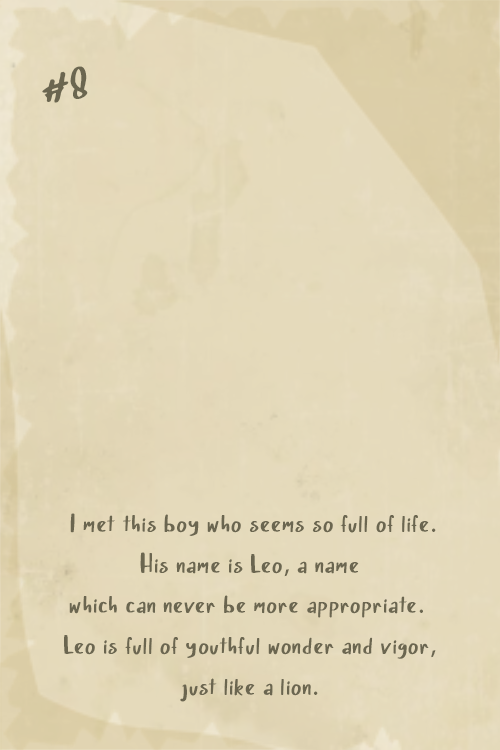 #8
I met this boy who seems so full of life.
His name is Leo, a name
which can never be more appropriate.
Leo is full of youthful wonder and vigor,
just like a lion.